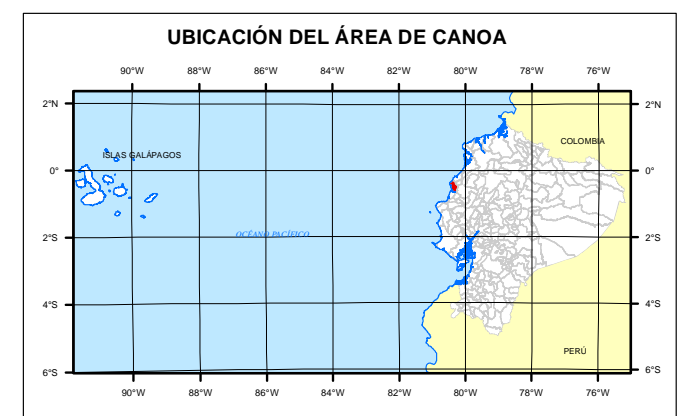 UBICACIÓN DEL ÁREA DE CANOA
90°W 88°W 86°W 84°W 82°W 80°W 78°W 76°W
2°N 2°N
COLOMBIA
ISLAS GALÁPAGOS
0° 0°
OCÉANO PACÍFICO
2°S 2°S
4°S 4°S
PERÚ
6°S 6°S
90°W 88°W 86°W 84°W 82°W 80°W 78°W 76°W